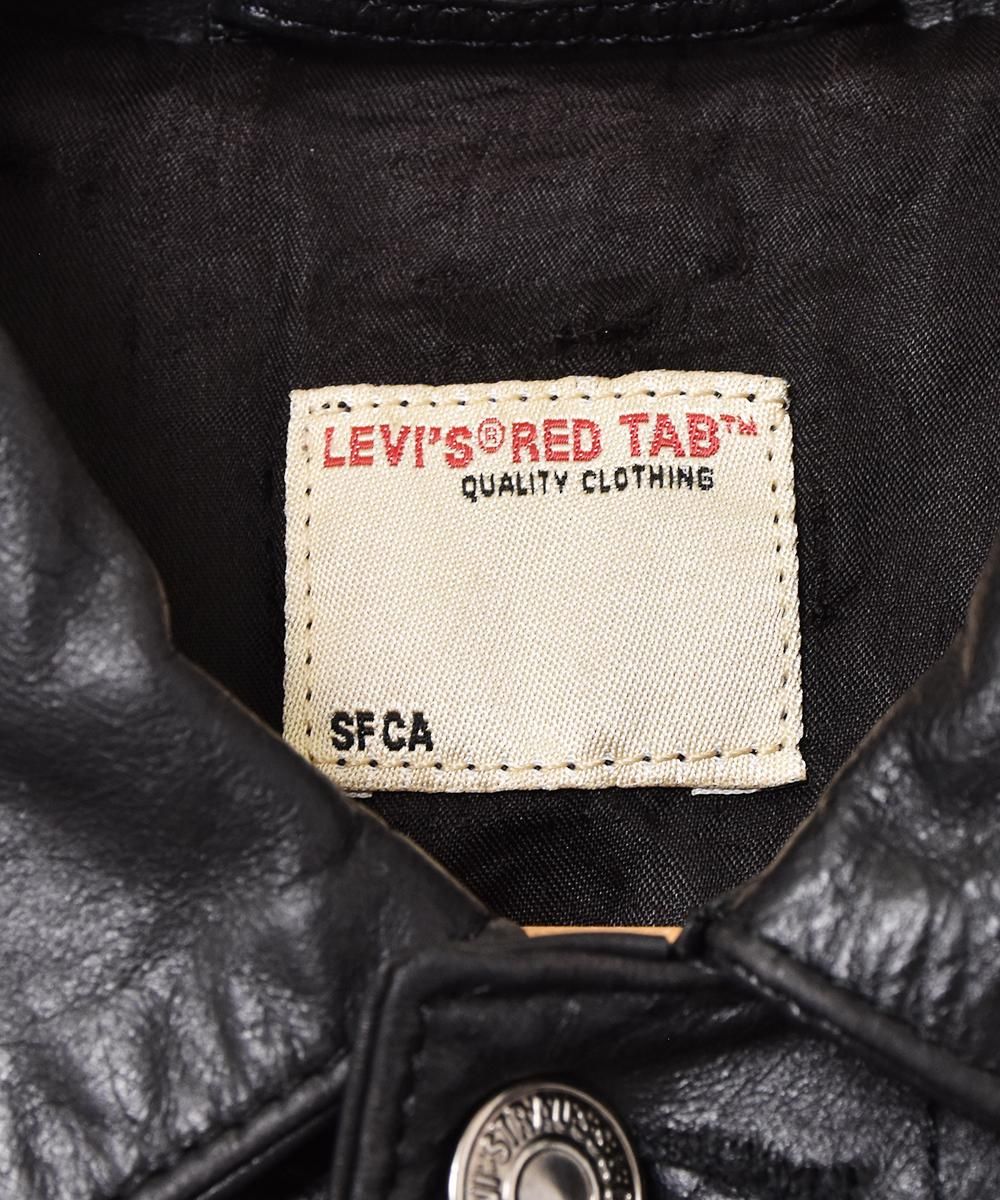 LEVI'S® RED TAB™
QUALITY CLOTHING
SF CA